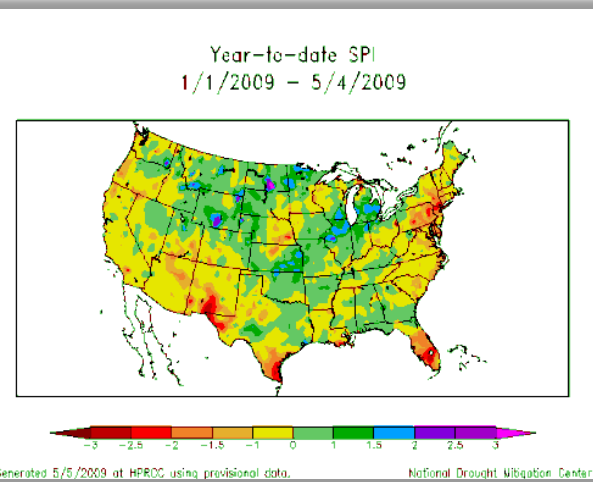 Year-to-date SPI
1/1/2009 - 5/4/2009
-3 -2.5 -2 -1.5 -1 0 1 1.5 2 2.5 3
Generated 5/5/2009 at HPRCC using provisional data.
National Drought Mitigation Center